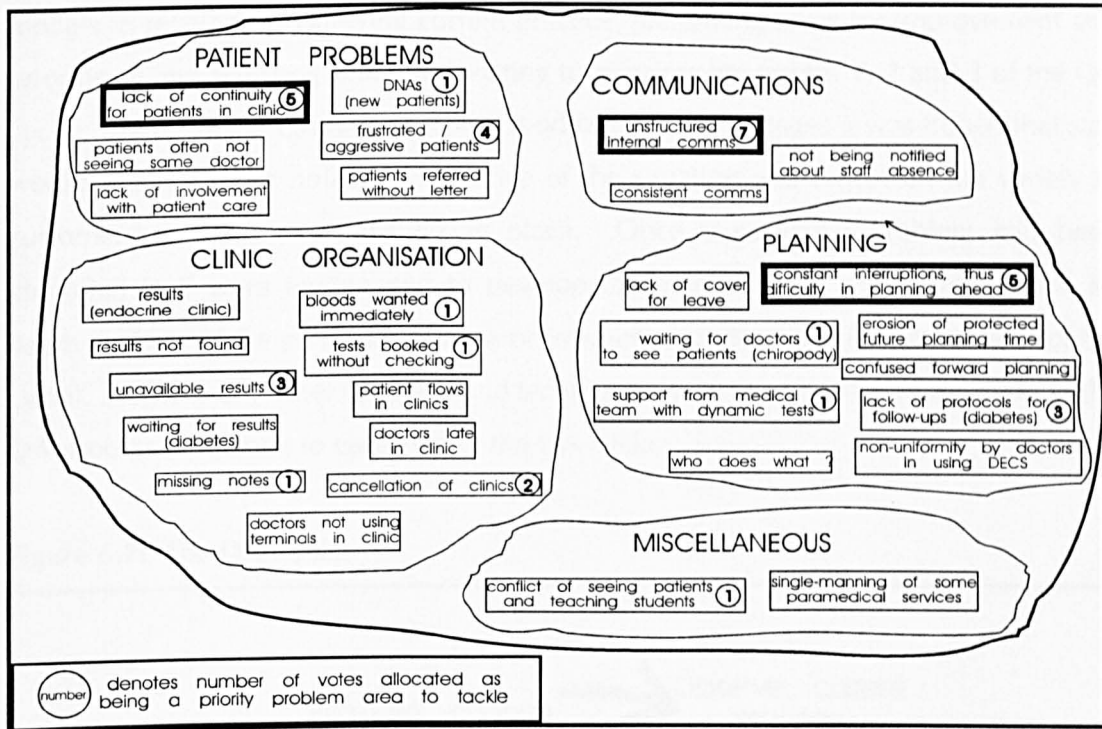 PATIENT PROBLEMS
lack of continuity
for patients in clinic 5
DNAs 1
(new patients)
patients often not
seeing same doctor
frustrated 4
aggressive patients
lack of involvement
with patient care
patients referred
without letter
COMMUNICATIONS
unstructured 7
internal comms
not being notified
about staff absence
consistent comms
CLINIC ORGANISATION
results
(endocrine clinic)
bloods wanted
immediately 1
results not found
tests booked 1
without checking
unavailable results 3
patient flows
in clinics
waiting for results
(diabetes)
doctors late
in clinic
missing notes 1
cancellation of clinics 2
doctors not using
terminals in clinic
PLANNING
lack of cover
for leave
constant interruptions, thus
difficulty in planning ahead 5
waiting for doctors 1
to see patients (chiropody)
erosion of protected
future planning time
confused forward planning
support from medical
team with dynamic tests 1
lack of protocols for
follow-ups (diabetes) 3
who does what ?
non-uniformity by doctors
in using DECS
MISCELLANEOUS
conflict of seeing patients
and teaching students 1
single-manning of some
paramedical services
number denotes number of votes allocated as
being a priority problem area to tackle